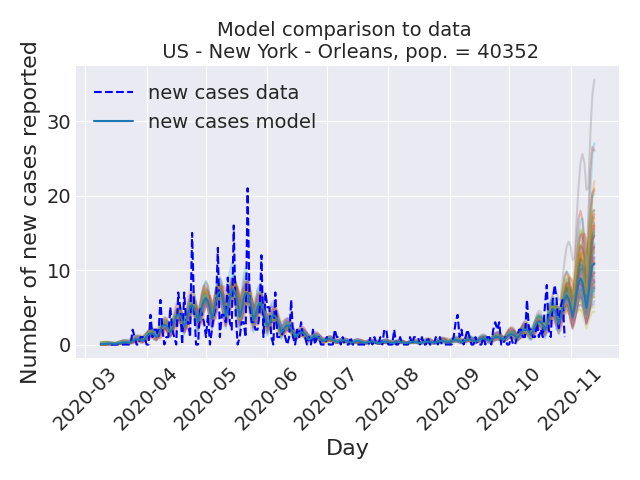 Model comparison to data
US - New York - Orleans, pop. = 40352
new cases data
new cases model
Number of new cases reported
30
20
10
0
2020-03
2020-04
2020-05
2020-06
2020-07
2020-08
2020-09
2020-10
2020-11
Day